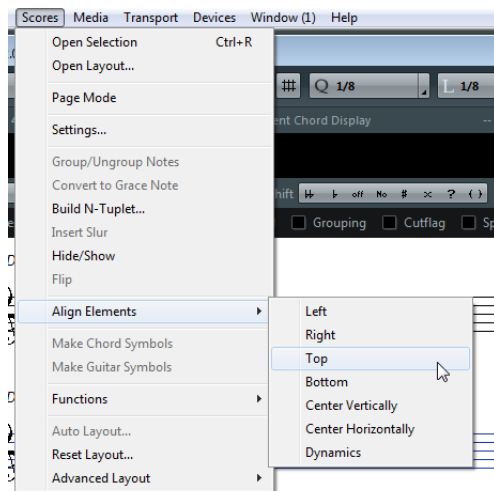 Scores Media Transport Devices Window (1) Help
Open Selection Ctrl+R
Open Layout...
Page Mode
Q 1/8 L 1/8
Settings...
ent Chord Display --
Group/Ungroup Notes
Convert to Grace Note
hift off No # × ? ( )
Build N-Tuplet...
Insert Slur
Grouping Cutflag Sp
Hide/Show
Flip
Align Elements
Left
Right
Make Chord Symbols
Top
Make Guitar Symbols
Bottom
Functions
Center Vertically
Auto Layout...
Center Horizontally
Reset Layout...
Dynamics
Advanced Layout